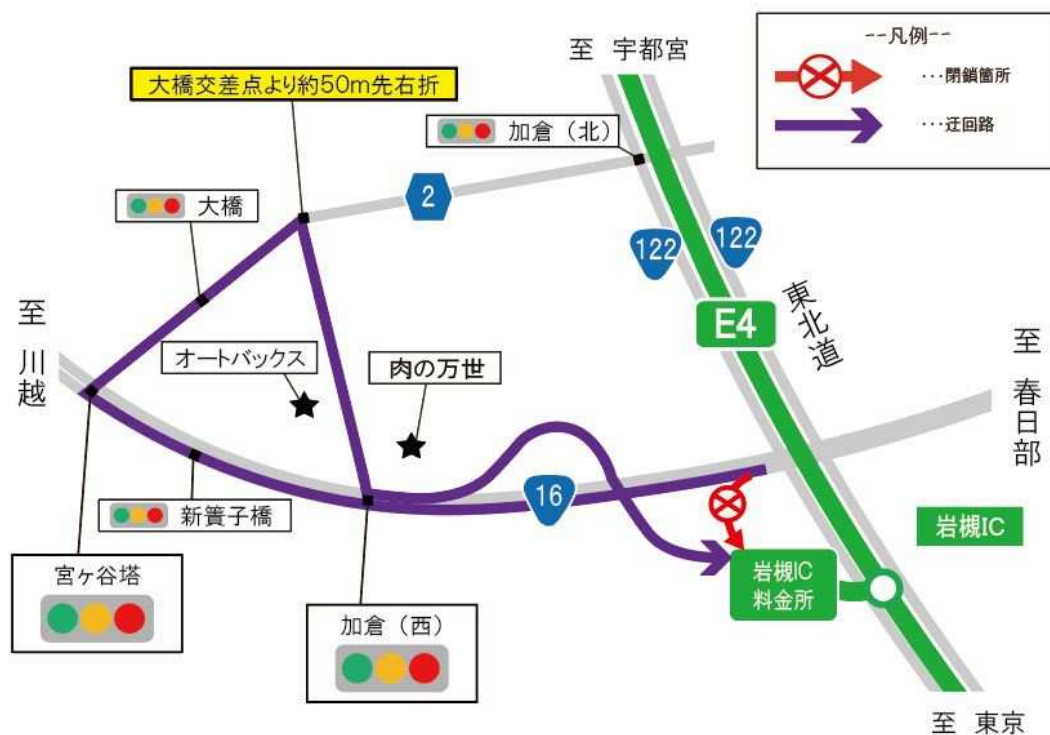 至 宇都宮
--凡例--
・・・閉鎖箇所
・・・迂回路
大橋交差点より約50m先右折
加倉(北)
2
大橋
122
122
E4
東北道
至 川越
オートバックス
肉の万世
至 春日部
16
新簀子橋
岩槻IC
宮ヶ谷塔
加倉(西)
岩槻IC
料金所
至 東京